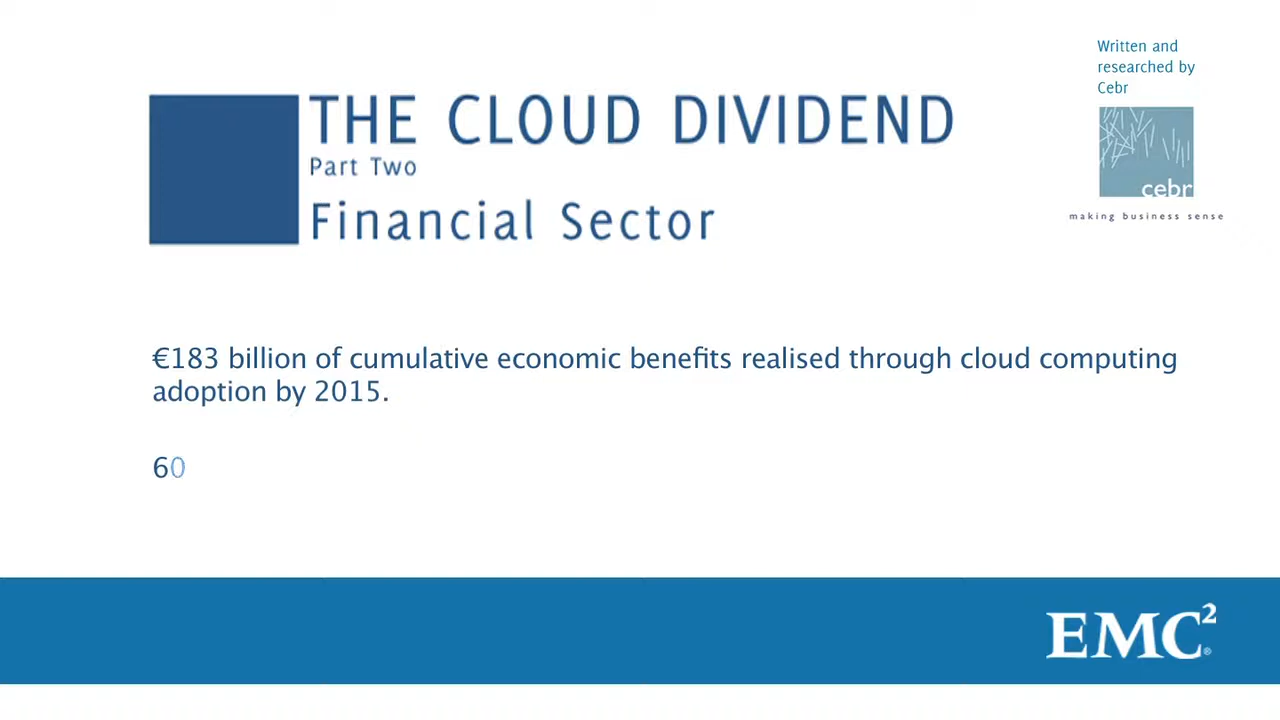 Written and
researched by
Cebr
THE CLOUD DIVIDEND
Part Two
Financial Sector
cebr
making business sense
€183 billion of cumulative economic benefits realised through cloud computing
adoption by 2015.
60
EMC²®